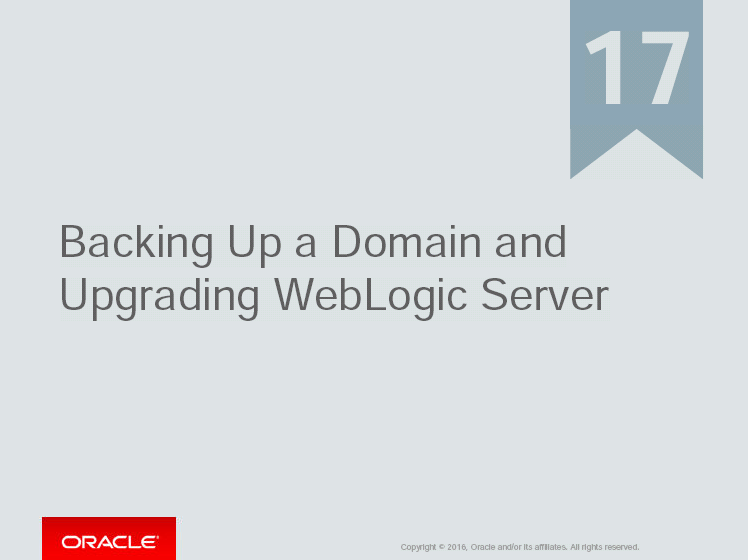 17
Backing Up a Domain and
Upgrading WebLogic Server
ORACLE®
Copyright © 2016, Oracle and/or its affiliates. All rights reserved.